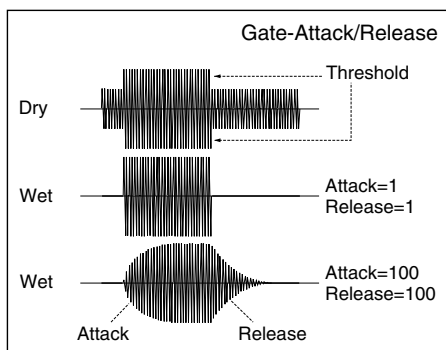 Gate-Attack/Release
Threshold
Dry
Wet
Attack=1
Release=1
Wet
Attack=100
Release=100
Attack
Release